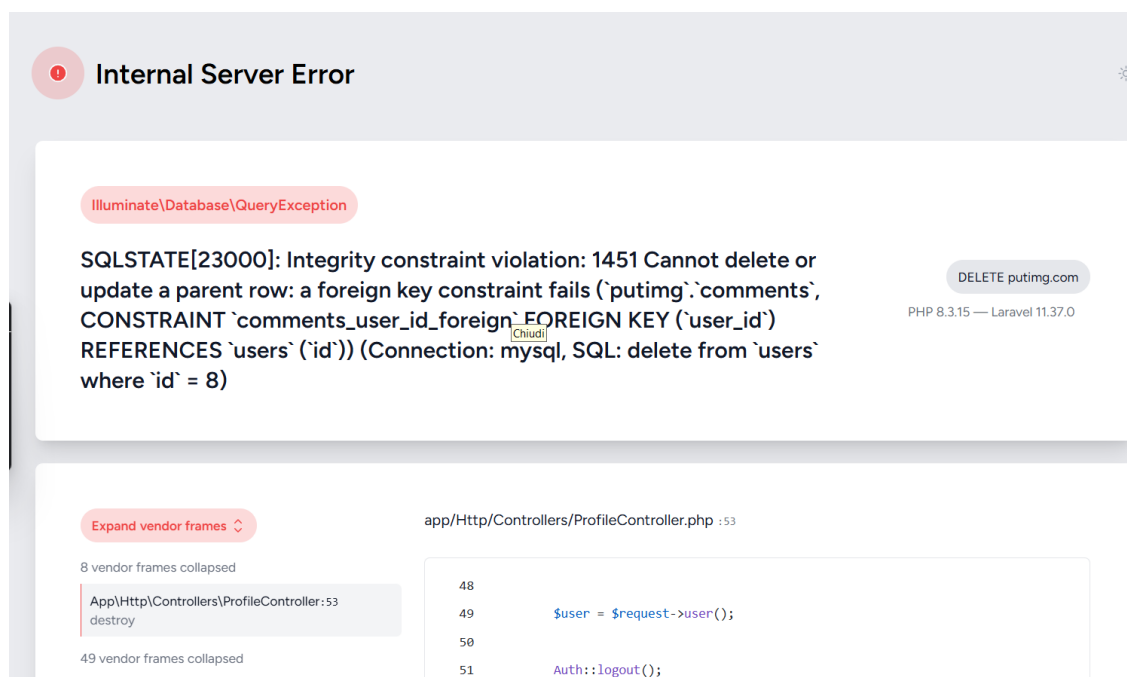 Internal Server Error
Illuminate\Database\QueryException
SQLSTATE[23000]: Integrity constraint violation: 1451 Cannot delete or
update a parent row: a foreign key constraint fails (`putimg`.`comments`,
CONSTRAINT `comments_user_id_foreign` FOREIGN KEY (`user_id`)
REFERENCES `users` (`id`)) (Connection: mysql, SQL: delete from `users`
where `id` = 8)
Chiudi
DELETE putimg.com
PHP 8.3.15 — Laravel 11.37.0
Expand vendor frames
8 vendor frames collapsed
App\Http\Controllers\ProfileController:53
destroy
49 vendor frames collapsed
app/Http/Controllers/ProfileController.php :53
48
49 $user = $request->user();
50
51 Auth::logout();